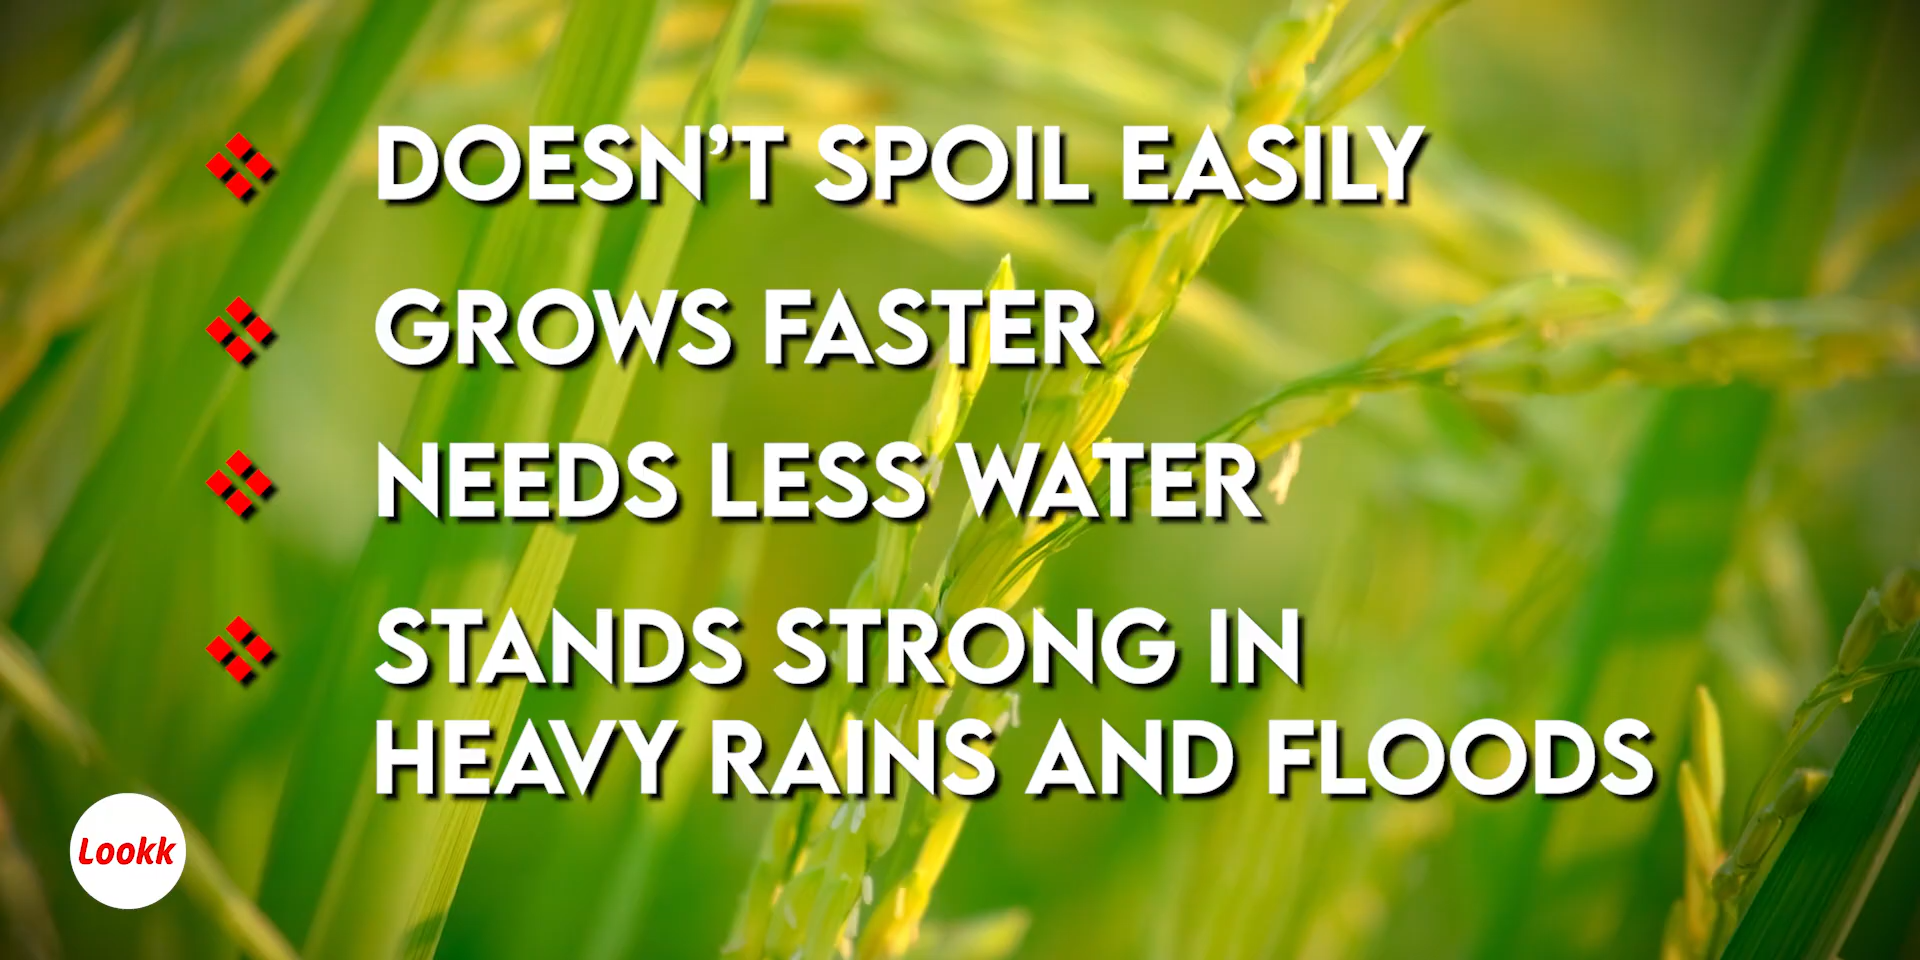 DOESN’T SPOIL EASILY
GROWS FASTER
NEEDS LESS WATER
STANDS STRONG IN
HEAVY RAINS AND FLOODS
Lookk